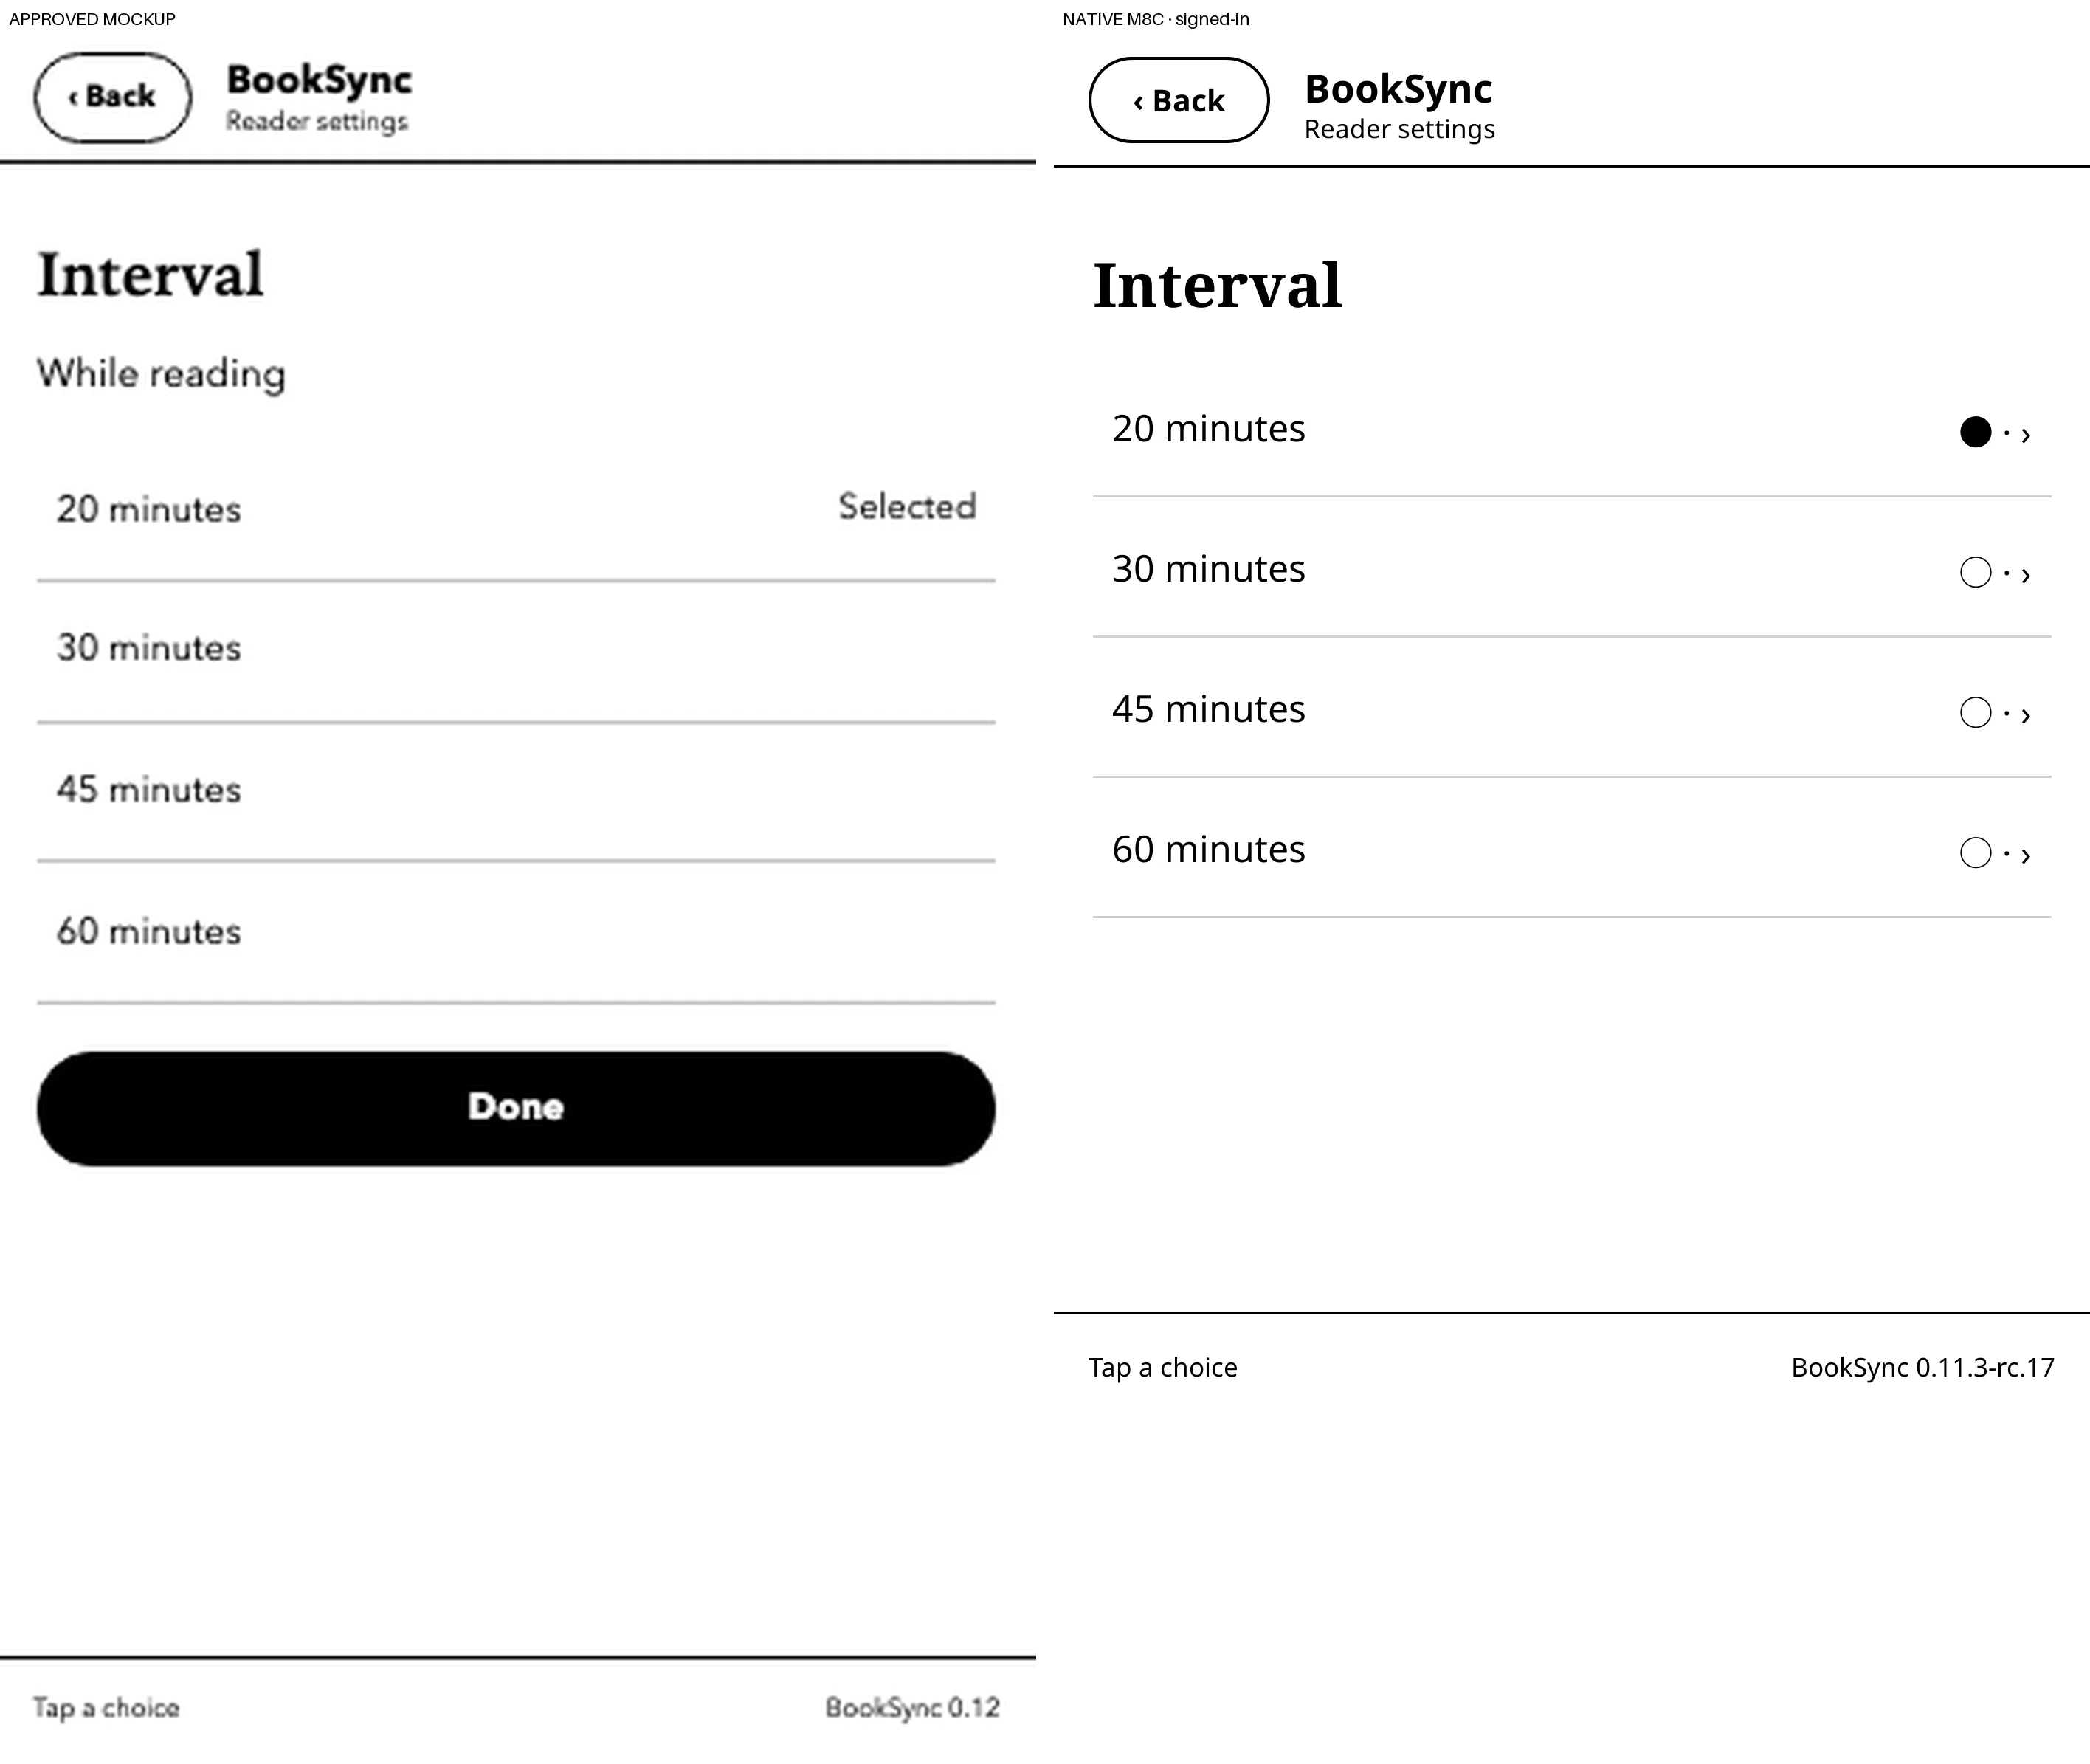 APPROVED MOCKUP
‹ Back
BookSync
Reader settings
Interval
While reading
20 minutes Selected
30 minutes
45 minutes
60 minutes
Done
Tap a choice BookSync 0.12
NATIVE M8C · signed-in
‹ Back
BookSync
Reader settings
Interval
20 minutes ● · ›
30 minutes ○ · ›
45 minutes ○ · ›
60 minutes ○ · ›
Tap a choice BookSync 0.11.3-rc.17